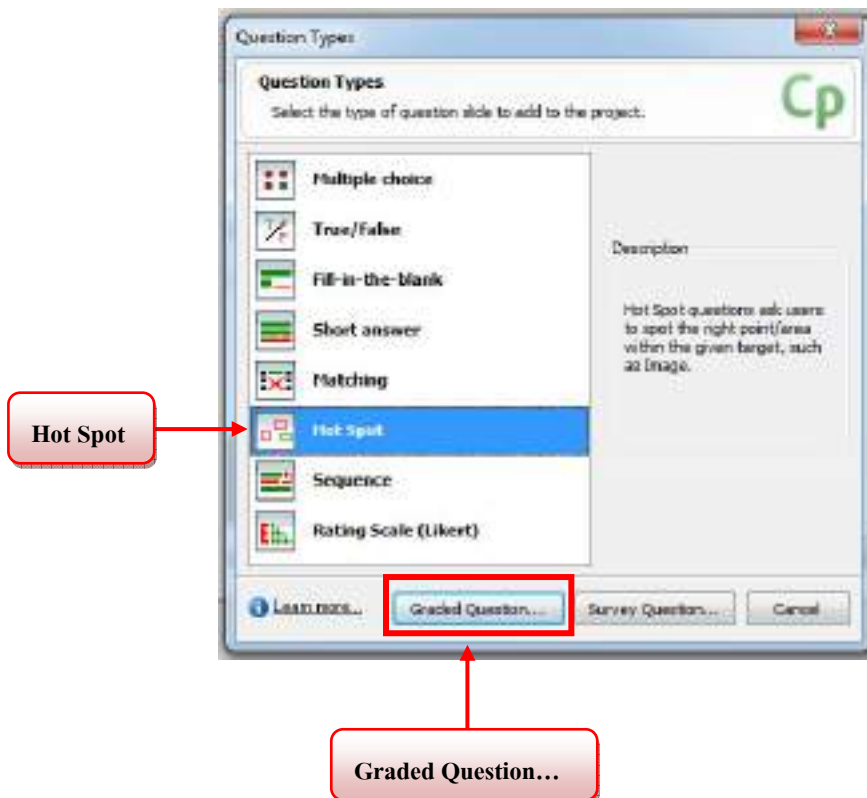 Question Types
Question Types
Select the type of question slide to add to the project.
Cp
Multiple choice
True/False
Fill-in-the-blank
Short answer
Matching
Hot Spot
Sequence
Rating Scale (Likert)
Description
Hot Spot questions ask users
to spot the right point/area
within the given target, such
as Image.
Learn more...
Graded Question...
Survey Question...
Cancel
Hot Spot
Graded Question…